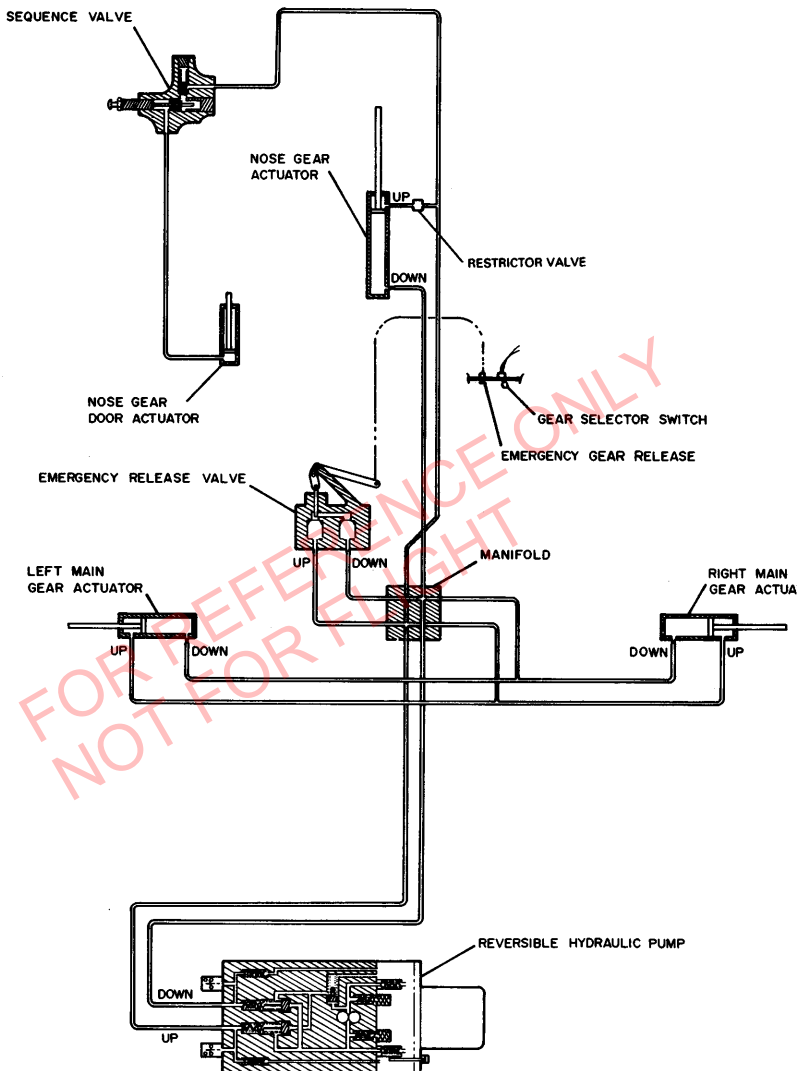 SEQUENCE VALVE
NOSE GEAR
ACTUATOR
UP
RESTRICTOR VALVE
DOWN
NOSE GEAR
DOOR ACTUATOR
GEAR SELECTOR SWITCH
EMERGENCY GEAR RELEASE
EMERGENCY RELEASE VALVE
UP
DOWN
MANIFOLD
LEFT MAIN
GEAR ACTUATOR
RIGHT MAIN
GEAR ACTUA
UP
DOWN
DOWN
UP
FOR REFERENCE ONLY
NOT FOR FLIGHT
REVERSIBLE HYDRAULIC PUMP
DOWN
UP